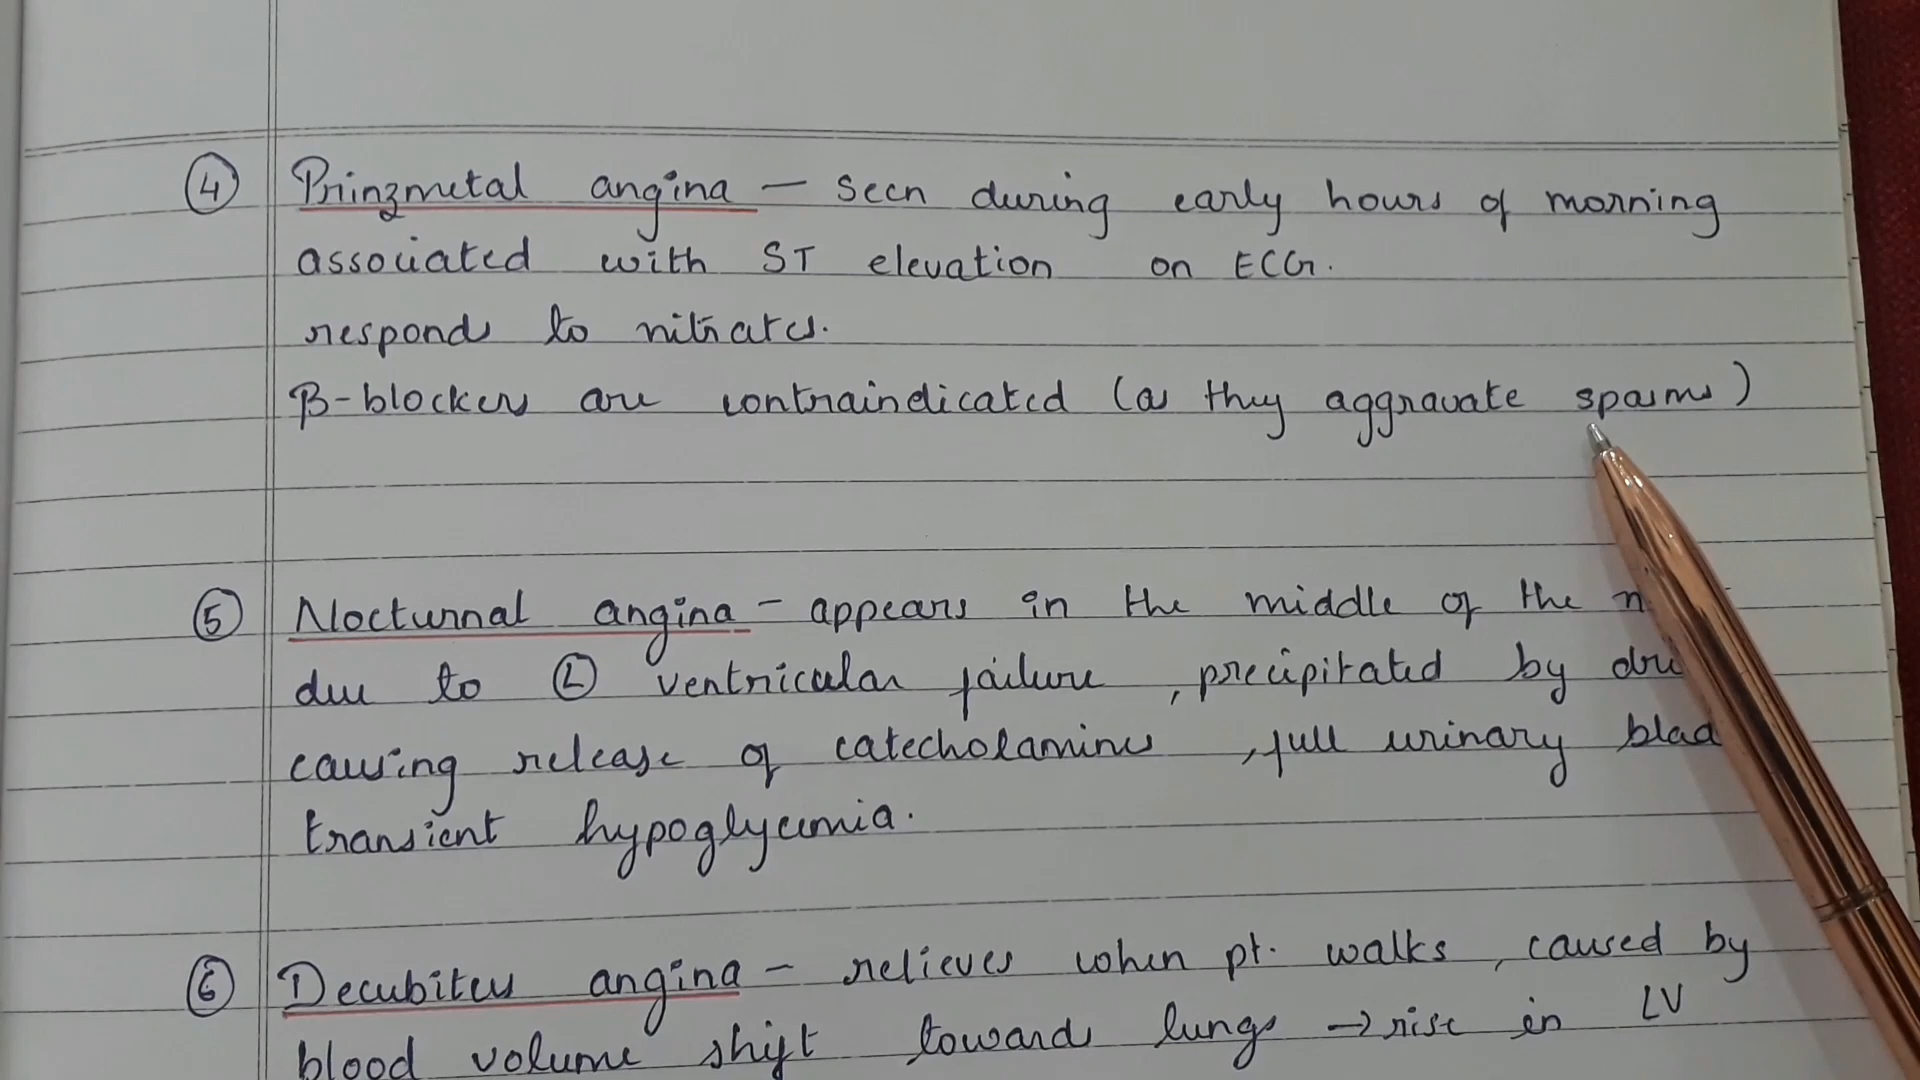 ④ Prinzmetal angina – seen during early hours of morning
associated with ST elevation on ECG.
respond to nitrates.
β-blockers are contraindicated (as they aggravate spasms)
⑤ Nocturnal angina – appears in the middle of the
due to Ⓛ ventricular failure, precipitated by
causing release of catecholamines, full urinary
transient hypoglycemia.
⑥ Decubitus angina – relieves when pt. walks, caused by
blood volume shift toward lungs → rise in LV